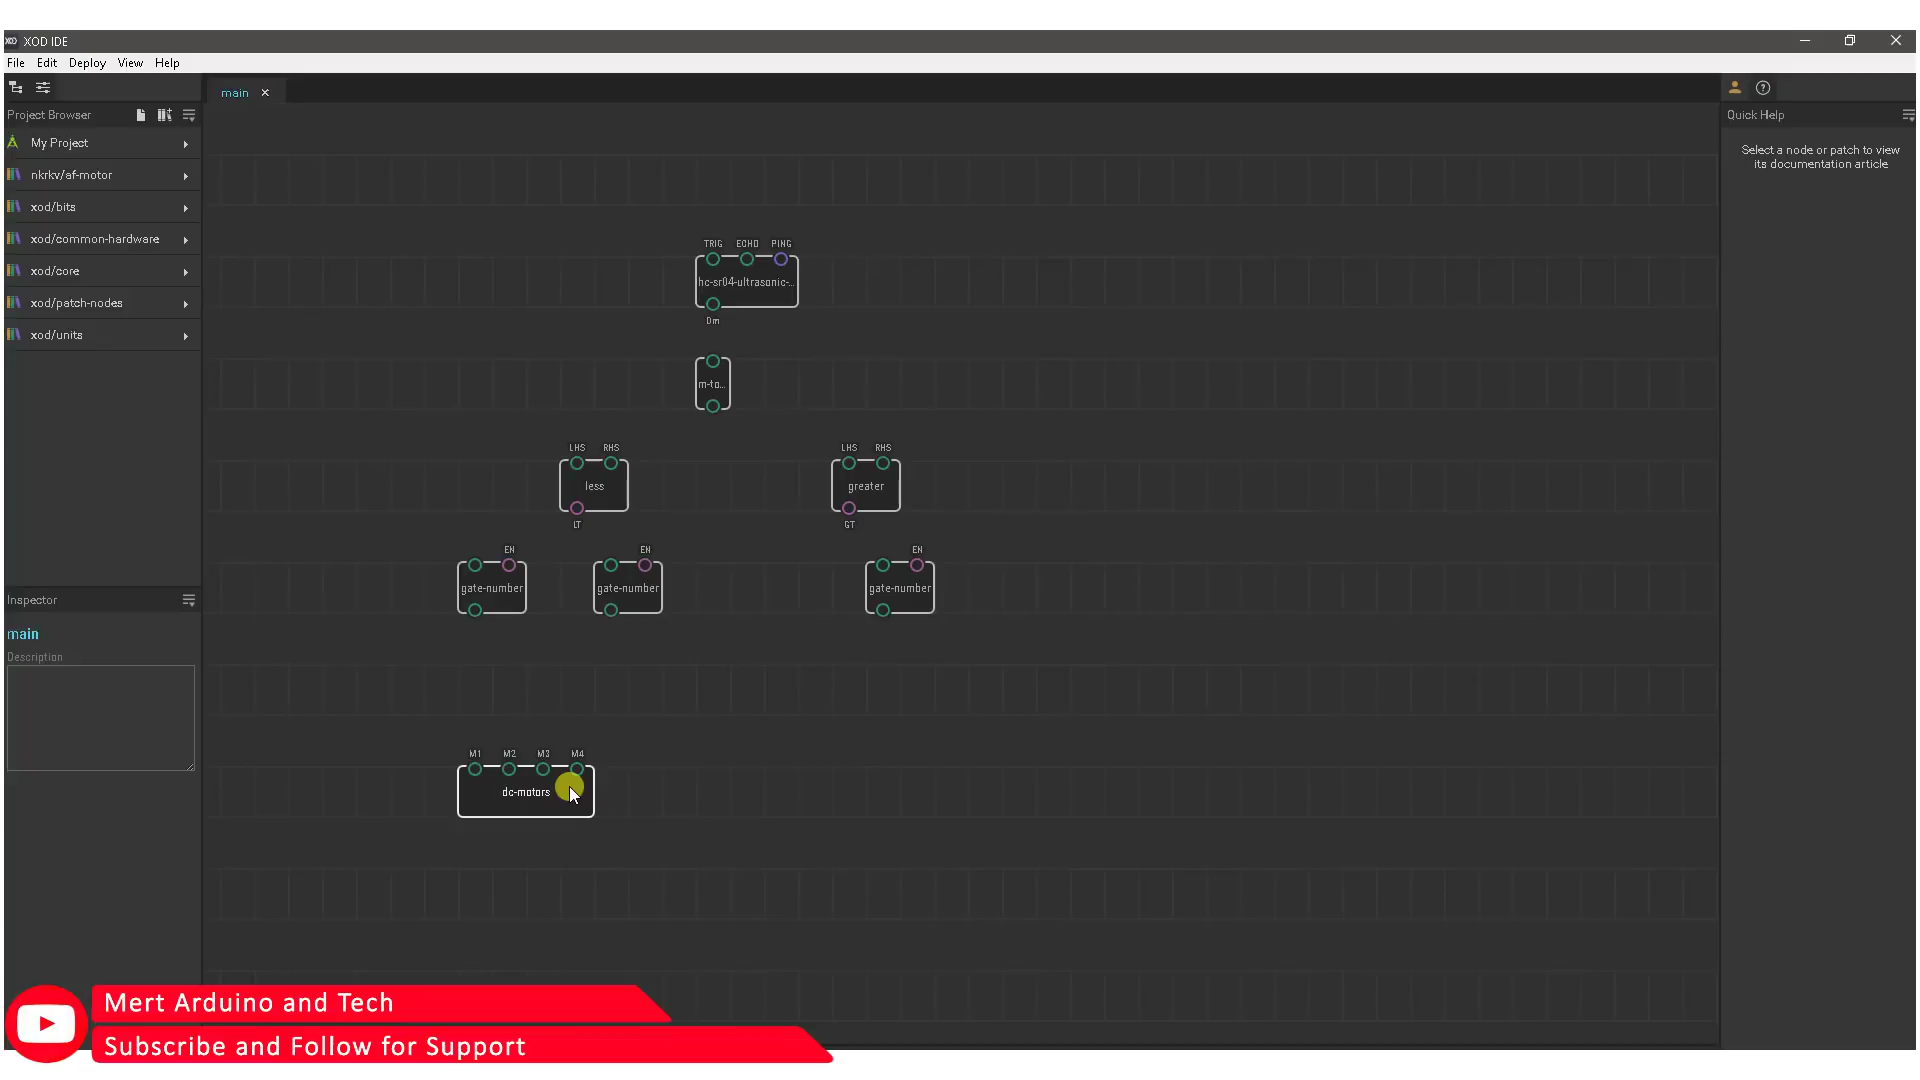 XOD IDE
File Edit Deploy View Help
main
Project Browser
My Project
nkrkv/af-motor
xod/bits
xod/common-hardware
xod/core
xod/patch-nodes
xod/units
Inspector
main
Description
TRIG ECHO PING
hc-sr04-ultrasonic-...
Dm
m-to...
LHS RHS
less
LT
LHS RHS
greater
GT
EN
gate-number
EN
gate-number
EN
gate-number
M1 M2 M3 M4
dc-motors
Quick Help
Select a node or patch to view
its documentation article
Mert Arduino and Tech
Subscribe and Follow for Support